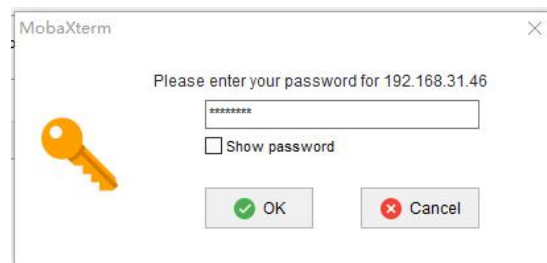 MobaXterm
Please enter your password for 192.168.31.46
********
Show password
OK
Cancel